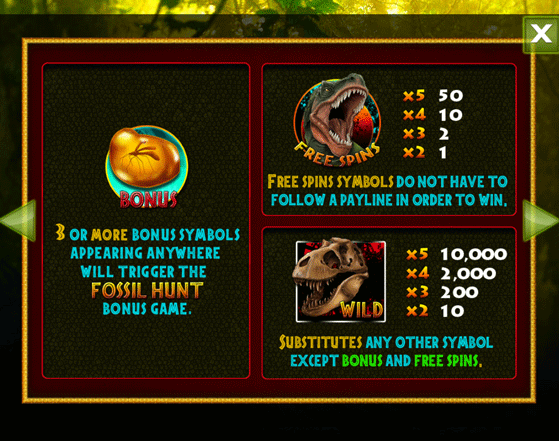 X
BONUS
3 OR MORE BONUS SYMBOLS
APPEARING ANYWHERE
WILL TRIGGER THE
FOSSIL HUNT
BONUS GAME.
FREE SPINS
x5 50
x4 10
x3 2
x2 1
FREE SPINS SYMBOLS DO NOT HAVE TO
FOLLOW A PAYLINE IN ORDER TO WIN.
WILD
x5 10,000
x4 2,000
x3 200
x2 10
SUBSTITUTES ANY OTHER SYMBOL
EXCEPT BONUS AND FREE SPINS.